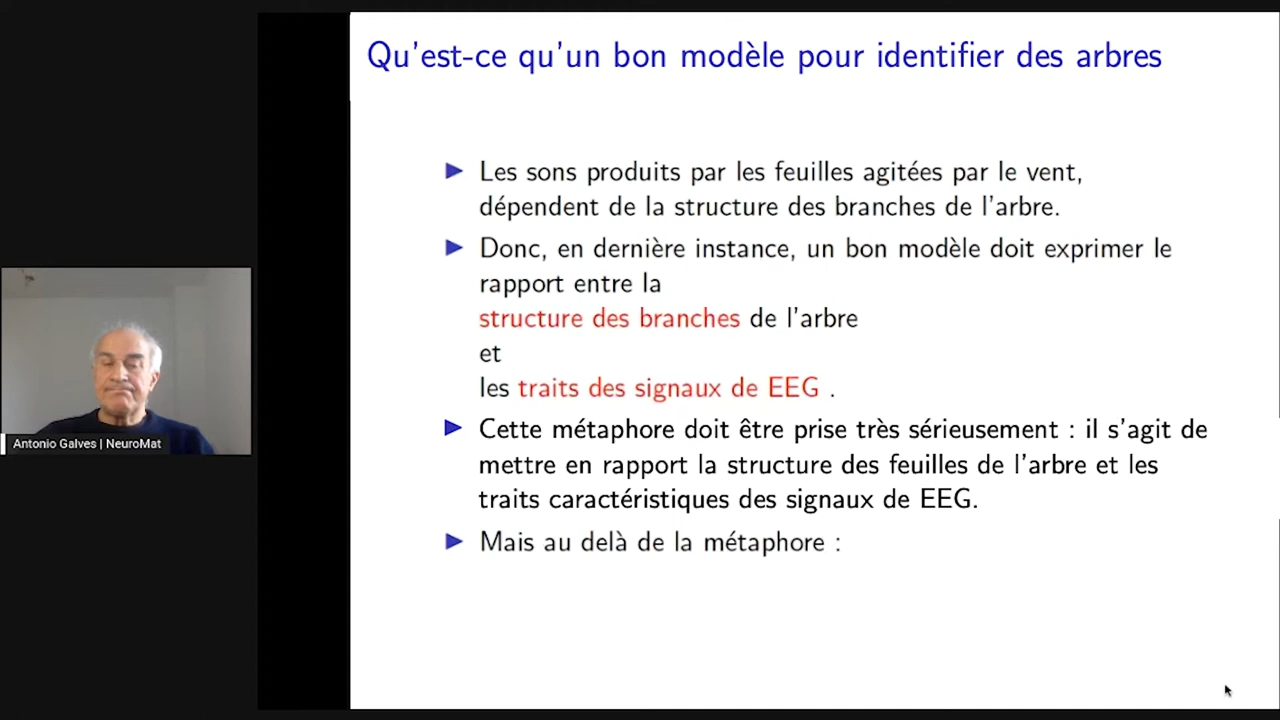 Qu'est-ce qu'un bon modèle pour identifier des arbres
▶ Les sons produits par les feuilles agitées par le vent,
dépendent de la structure des branches de l'arbre.
▶ Donc, en dernière instance, un bon modèle doit exprimer le
rapport entre la
structure des branches de l'arbre
et
les traits des signaux de EEG .
▶ Cette métaphore doit être prise très sérieusement : il s'agit de
mettre en rapport la structure des feuilles de l'arbre et les
traits caractéristiques des signaux de EEG.
▶ Mais au delà de la métaphore :
Antonio Galves | NeuroMat